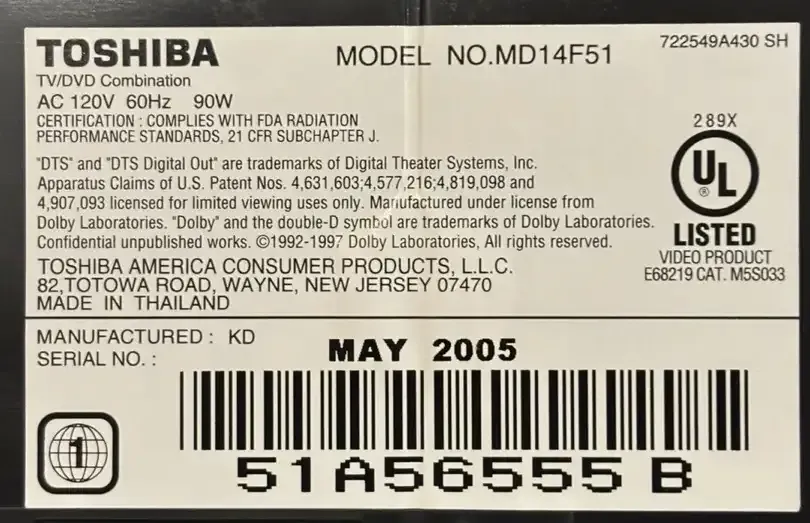 TOSHIBA MODEL NO.MD14F51 722549A430 SH
TV/DVD Combination
AC 120V 60Hz 90W
CERTIFICATION : COMPLIES WITH FDA RADIATION
PERFORMANCE STANDARDS, 21 CFR SUBCHAPTER J.
"DTS" and "DTS Digital Out" are trademarks of Digital Theater Systems, Inc.
Apparatus Claims of U.S. Patent Nos. 4,631,603;4,577,216;4,819,098 and
4,907,093 licensed for limited viewing uses only. Manufactured under license from
Dolby Laboratories. "Dolby" and the double-D symbol are trademarks of Dolby Laboratories.
Confidential unpublished works. ©1992-1997 Dolby Laboratories, All rights reserved.
TOSHIBA AMERICA CONSUMER PRODUCTS, L.L.C.
82,TOTOWA ROAD, WAYNE, NEW JERSEY 07470
MADE IN THAILAND
289X
UL ®
LISTED
VIDEO PRODUCT
E68219 CAT. M5S033
MANUFACTURED : KD MAY 2005
SERIAL NO. :
1
51A56555 B